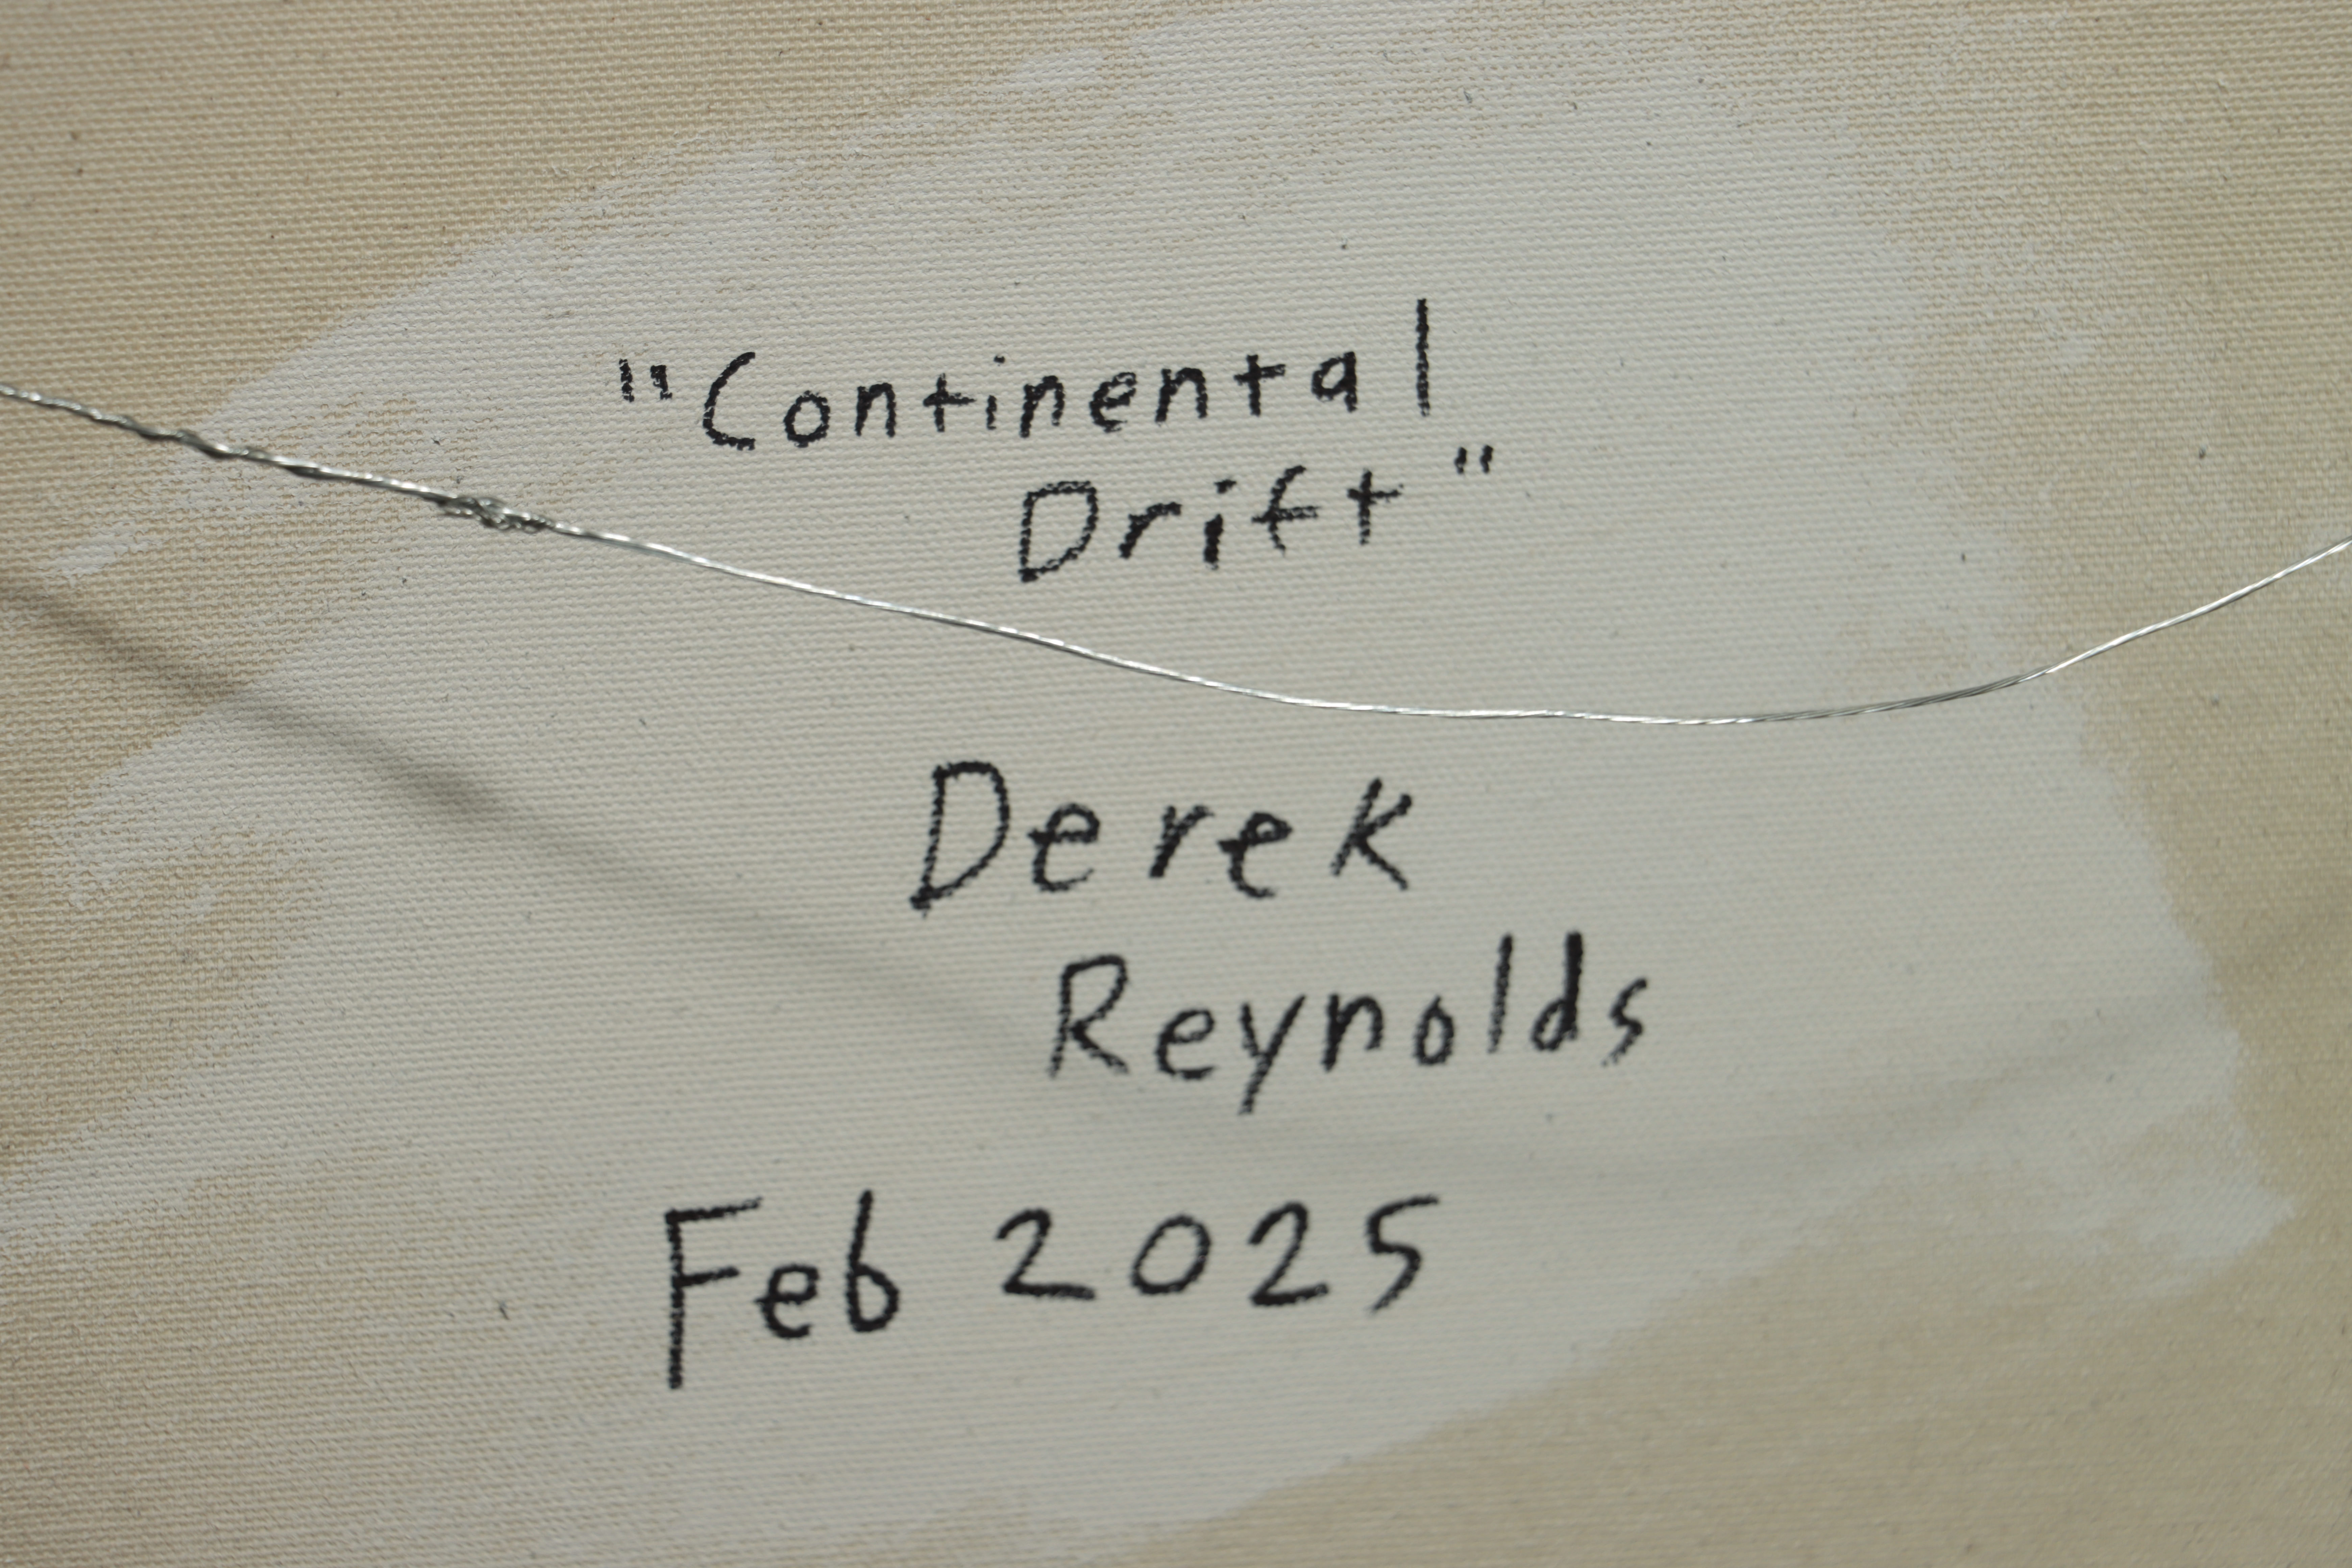 "Continental
Drift"
Derek
Reynolds
Feb 2025